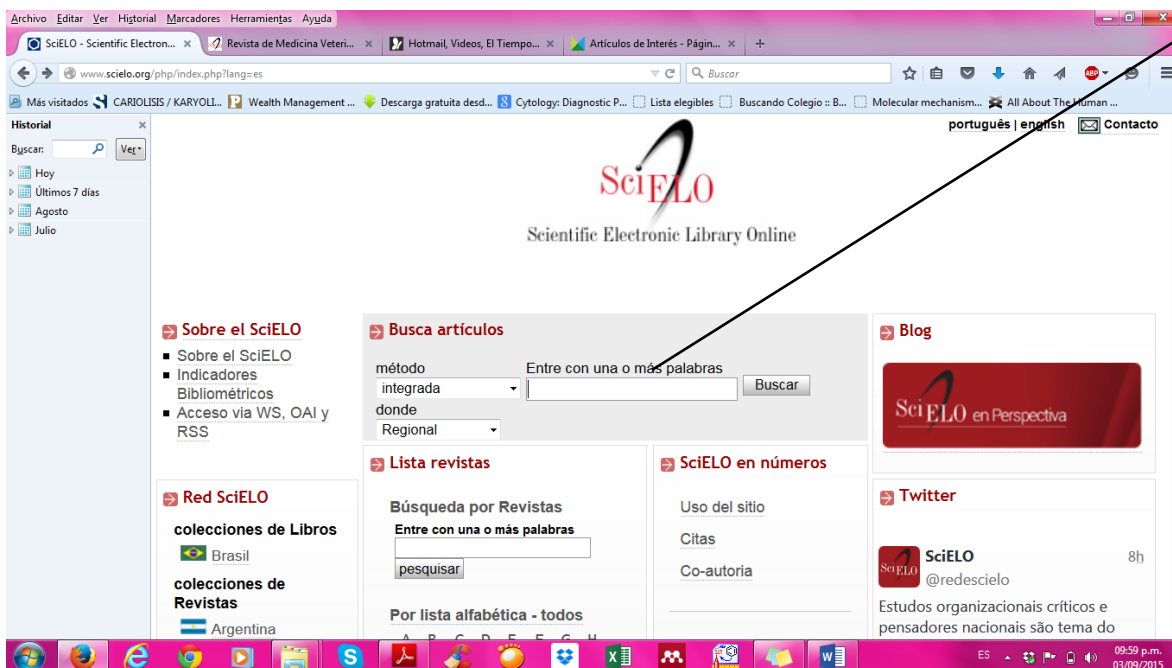 Archivo Editar Ver Historial Marcadores Herramientas Ayuda
SciELO - Scientific Electron... × Revista de Medicina Veteri... × Hotmail, Videos, El Tiempo... × Artículos de Interés - Págin... × +
www.scielo.org/php/index.php?lang=es Buscar ABP
Más visitados CARIOLISIS / KARYOLI... Wealth Management ... Descarga gratuita desd... Cytology: Diagnostic P... Lista elegibles Buscando Colegio :: B... Molecular mechanism... All About The Human ...
Historial ×
Buscar: Ver
Hoy
Últimos 7 días
Agosto
Julio
português | english Contacto
SciELO
Scientific Electronic Library Online
Sobre el SciELO
Sobre el SciELO
Indicadores
Bibliométricos
Acceso via WS, OAI y
RSS
Busca artículos
método Entre con una o más palabras
integrada Buscar
donde
Regional
Blog
SciELO en Perspectiva
Red SciELO
colecciones de Libros
Brasil
colecciones de
Revistas
Argentina
Lista revistas
Búsqueda por Revistas
Entre con una o más palabras
pesquisar
Por lista alfabética - todos
A B C D E F G H
SciELO en números
Uso del sitio
Citas
Co-autoria
Twitter
SciELO 8h
@redescielo
Estudos organizacionais críticos e
pensadores nacionais são tema do
ES 09:59 p.m.